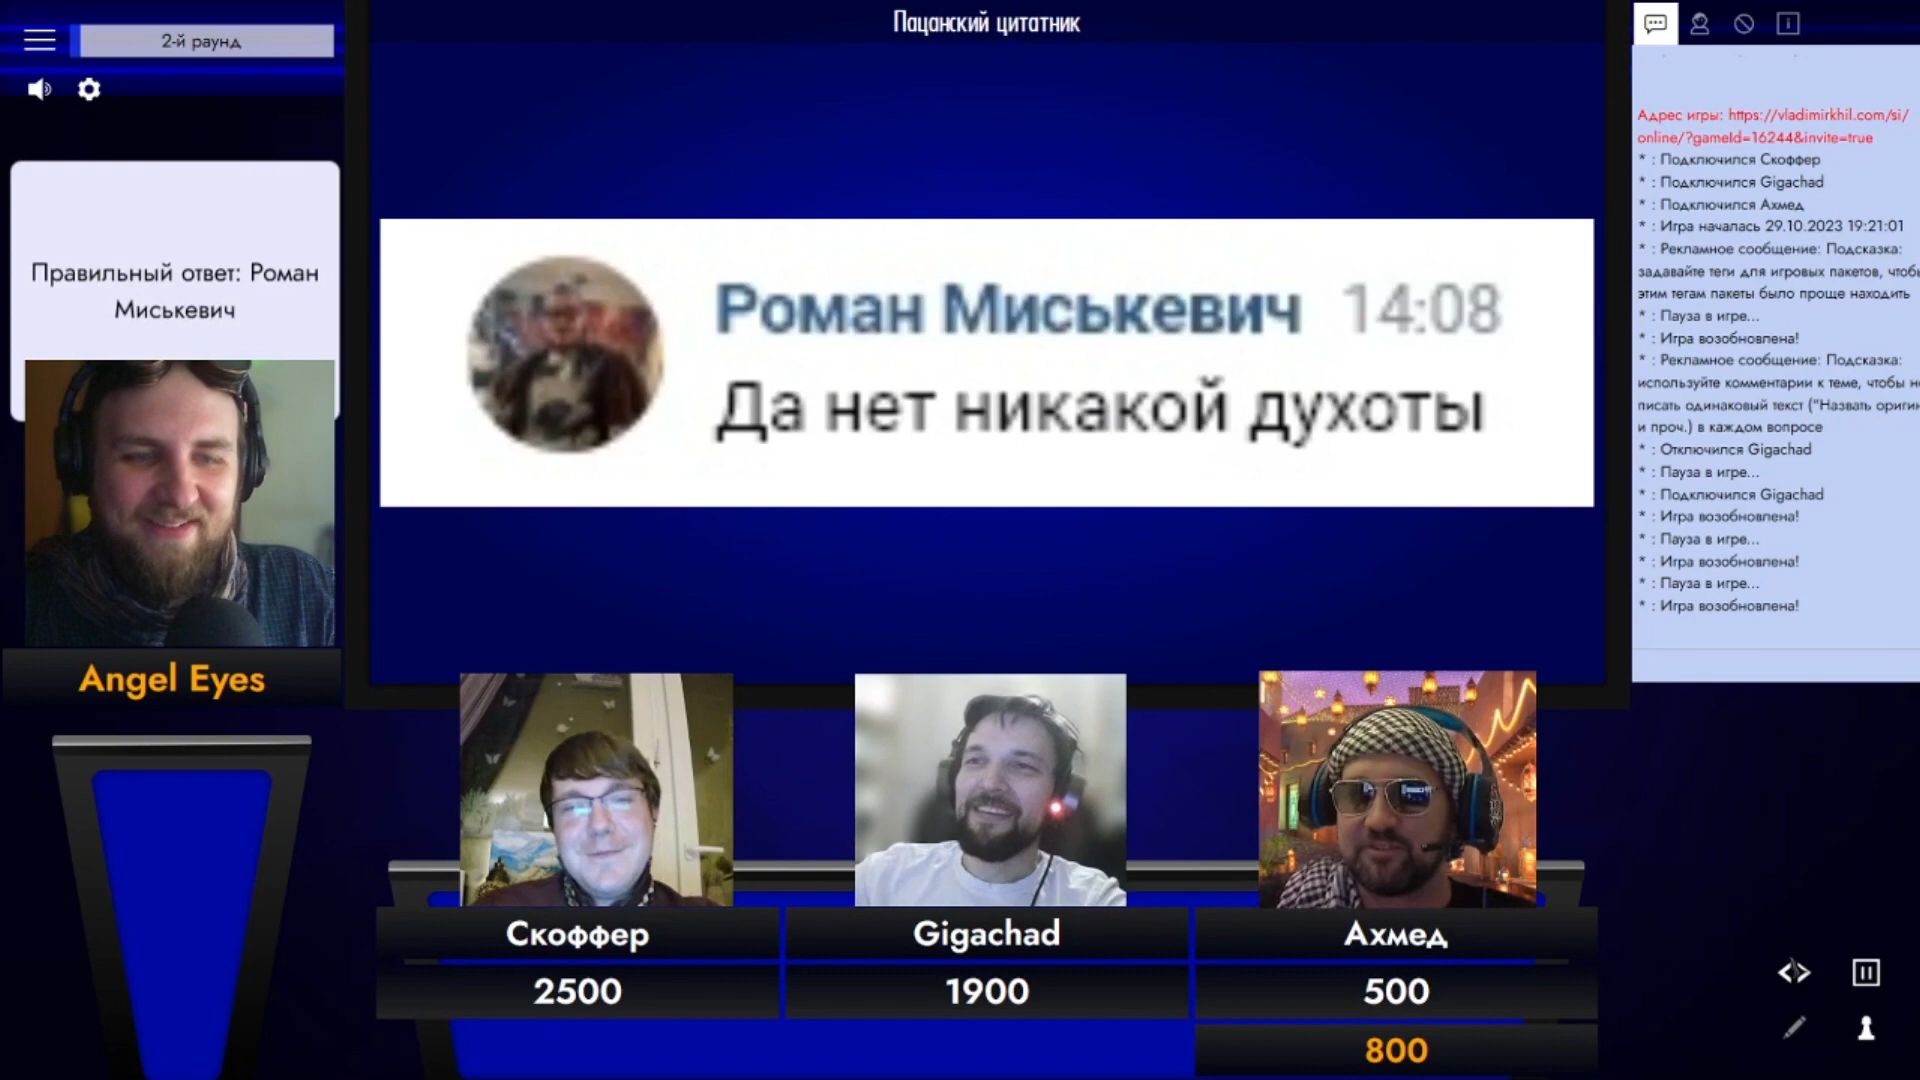 2-й раунд
Пацанский цитатник
Правильный ответ: Роман
Миськевич
Angel Eyes
Роман Миськевич 14:08
Да нет никакой духоты
Скоффер
2500
Gigachad
1900
Ахмед
500
800
Адрес игры: https://vladimirkhil.com/si/
online/?gameId=16244&invite=true
* : Подключился Скоффер
* : Подключился Gigachad
* : Подключился Ахмед
* : Игра началась 29.10.2023 19:21:01
* : Рекламное сообщение: Подсказка:
задавайте теги для игровых пакетов, чтобы
этим тегам пакеты было проще находить
* : Пауза в игре...
* : Игра возобновлена!
* : Рекламное сообщение: Подсказка:
используйте комментарии к теме, чтобы
писать одинаковый текст ("Назвать
и проч.) в каждом вопросе
* : Отключился Gigachad
* : Пауза в игре...
* : Подключился Gigachad
* : Игра возобновлена!
* : Пауза в игре...
* : Игра возобновлена!
* : Пауза в игре...
* : Игра возобновлена!